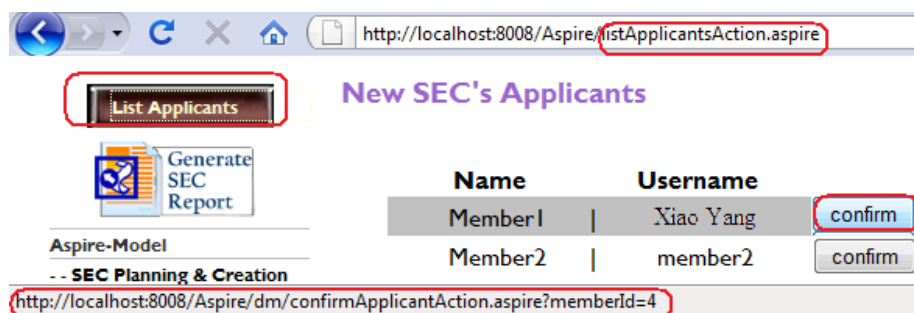 http://localhost:8008/Aspire/listApplicantsAction.aspire
List Applicants
New SEC's Applicants
Generate
SEC
Report
Name Username
Member1 | Xiao Yang confirm
Member2 | member2 confirm
Aspire-Model
- - SEC Planning & Creation
http://localhost:8008/Aspire/dm/confirmApplicantAction.aspire?memberId=4